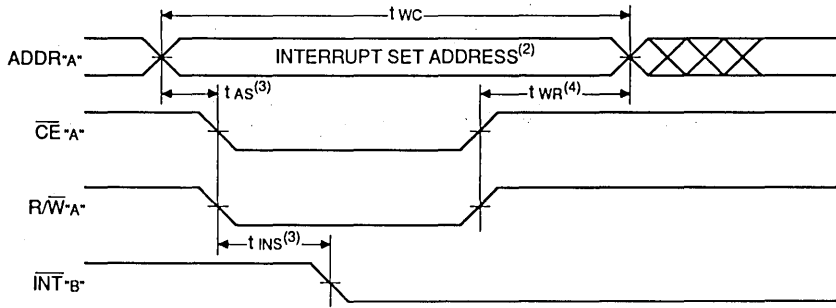 t WC
ADDR"A"
INTERRUPT SET ADDRESS(2)
t AS(3)
t WR(4)
CE"A"
R/W"A"
t INS(3)
INT"B"